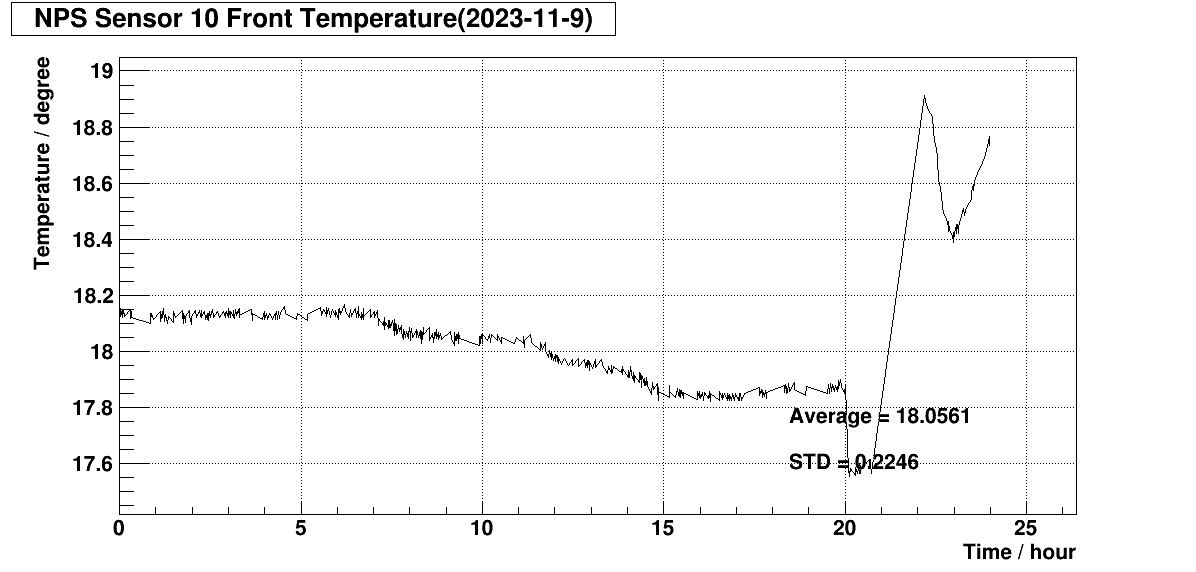 NPS Sensor 10 Front Temperature(2023-11-9)
Temperature / degree
19
18.8
18.6
18.4
18.2
18
17.8
17.6
Average = 18.0561
STD = 0.2246
0 5 10 15 20 25
Time / hour